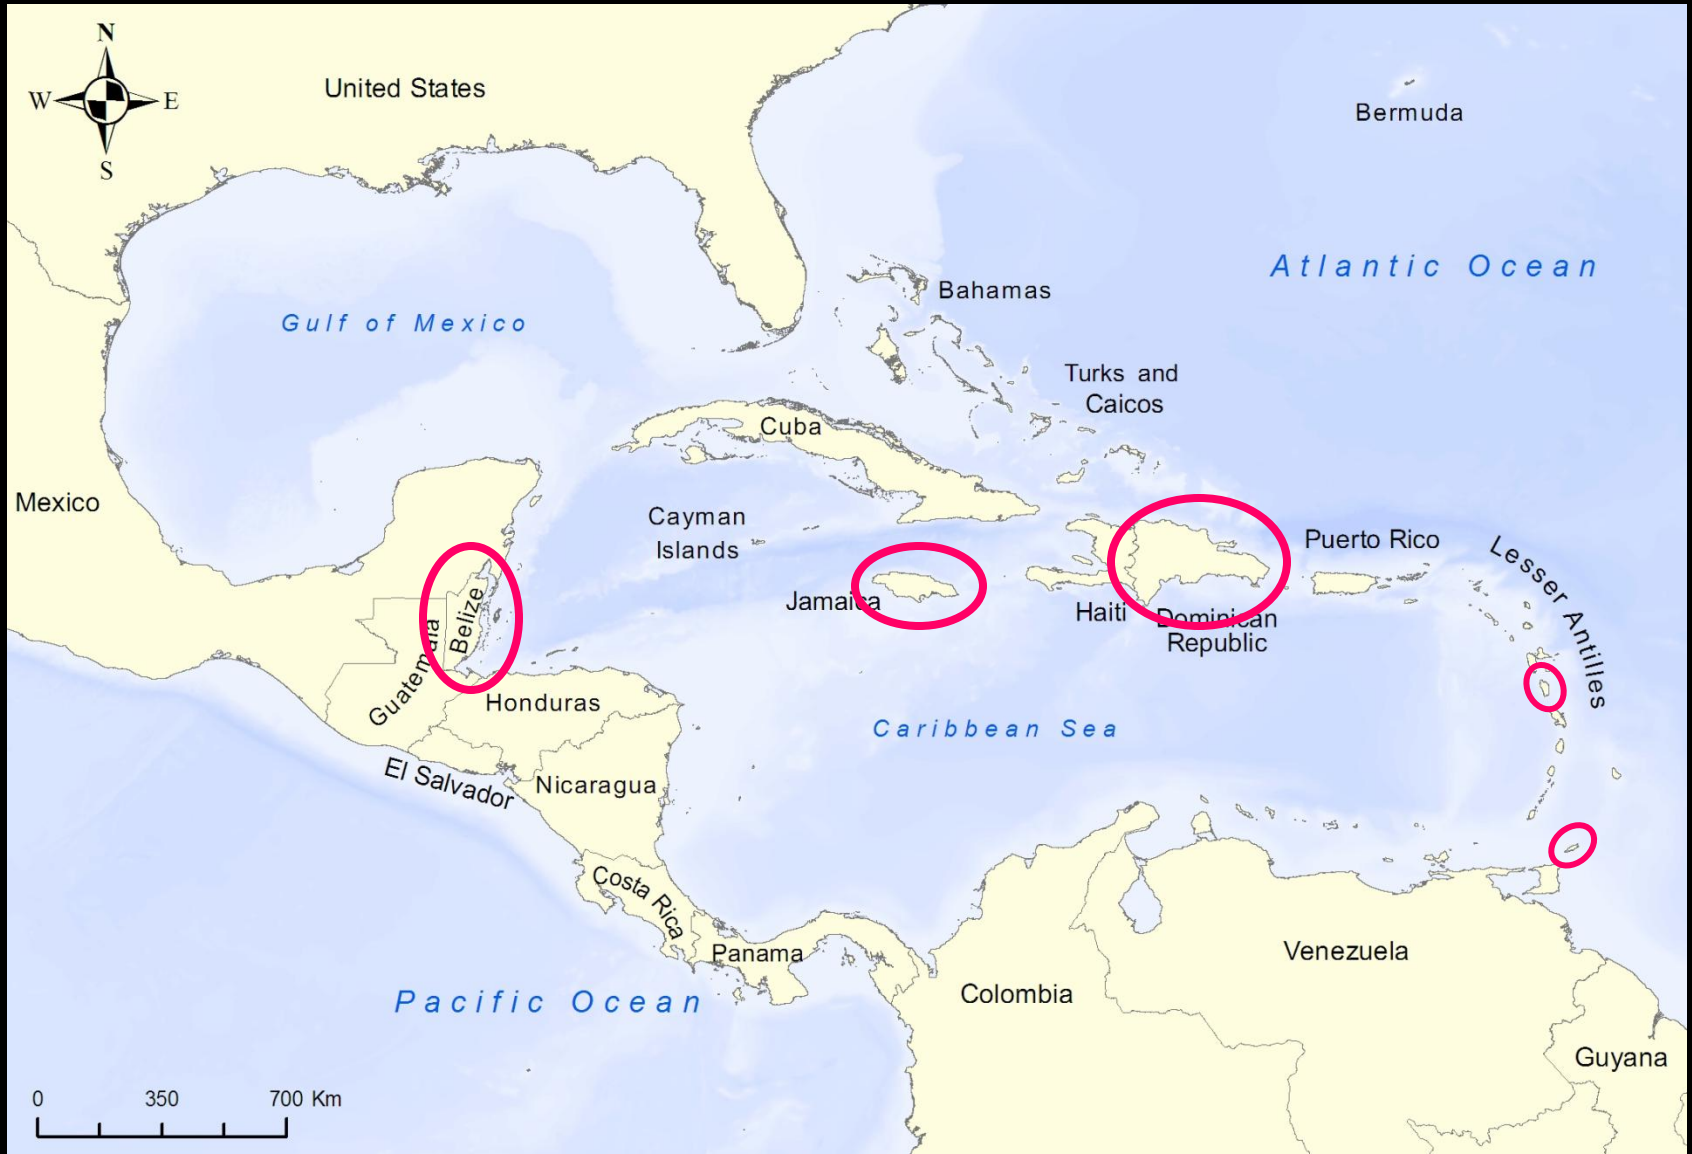 N
W
E
S
United States
Bermuda
Atlantic Ocean
Bahamas
Gulf of Mexico
Turks and
Caicos
Cuba
Mexico
Cayman
Islands
Puerto Rico
Lesser Antilles
Jamaica
Haiti
Dominican
Republic
Belize
Guatemala
Honduras
Caribbean Sea
El Salvador
Nicaragua
Costa Rica
Panama
Venezuela
Colombia
Pacific Ocean
Guyana
0 350 700 Km